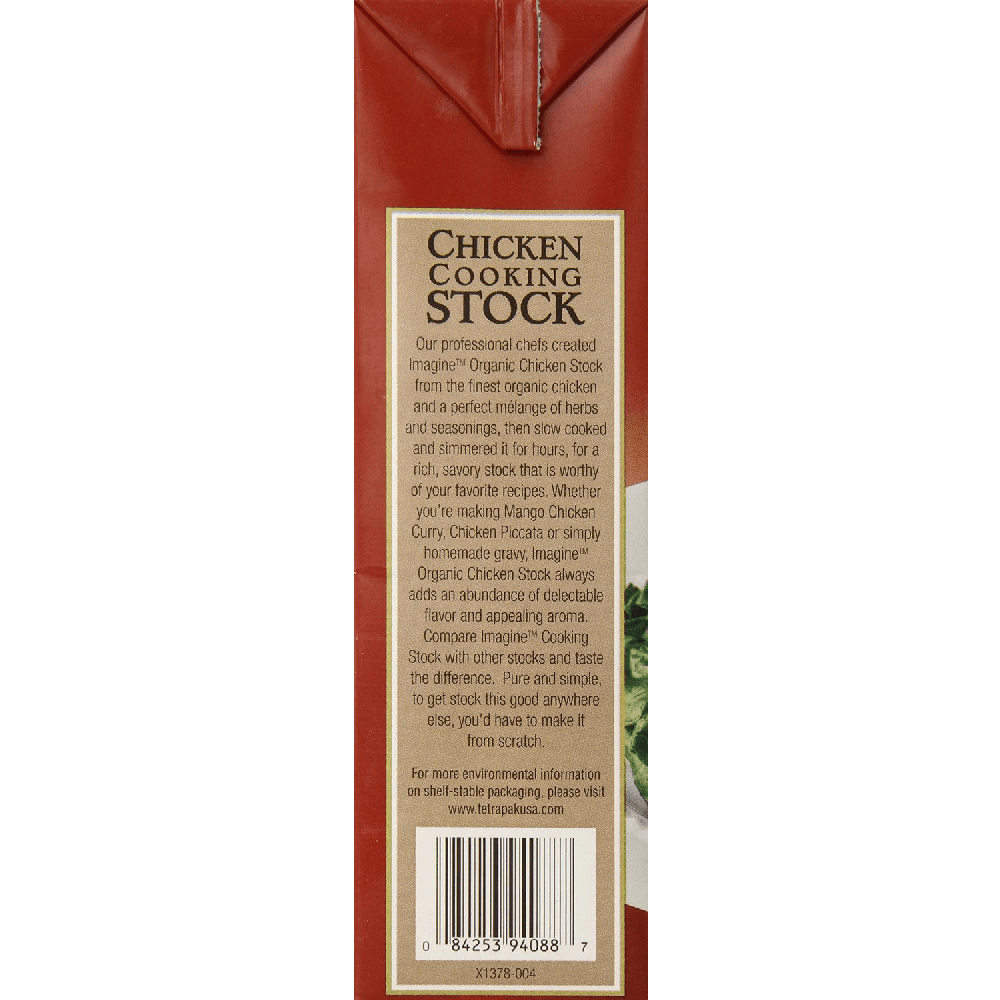 CHICKEN
COOKING
STOCK
Our professional chefs created
Imagine™ Organic Chicken Stock
from the finest organic chicken
and a perfect mélange of herbs
and seasonings, then slow cooked
and simmered it for hours, for a
rich, savory stock that is worthy
of your favorite recipes. Whether
you're making Mango Chicken
Curry, Chicken Piccata or simply
homemade gravy, Imagine™
Organic Chicken Stock always
adds an abundance of delectable
flavor and appealing aroma.
Compare Imagine™ Cooking
Stock with other stocks and taste
the difference. Pure and simple,
to get stock this good anywhere
else, you'd have to make it
from scratch.
For more environmental information
on shelf-stable packaging, please visit
www.tetrapakusa.com
0 84253 94088 7
X1378-004